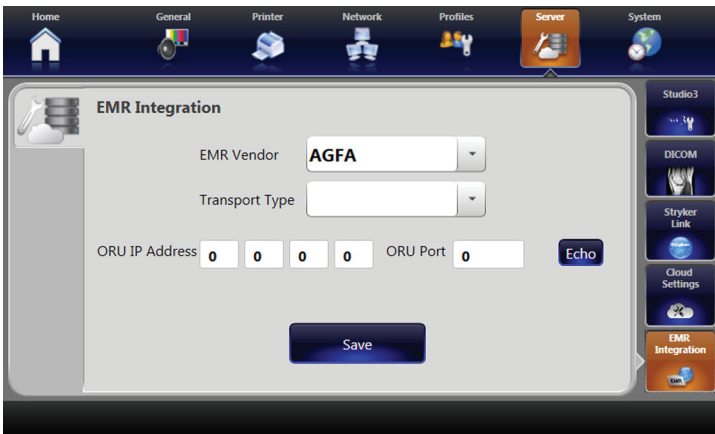 Home General Printer Network Profiles Server System
EMR Integration
EMR Vendor AGFA
Transport Type
ORU IP Address 0 0 0 0 ORU Port 0 Echo
Save
Studio3
DICOM
Stryker
Link
Cloud
Settings
EMR
Integration
EMR